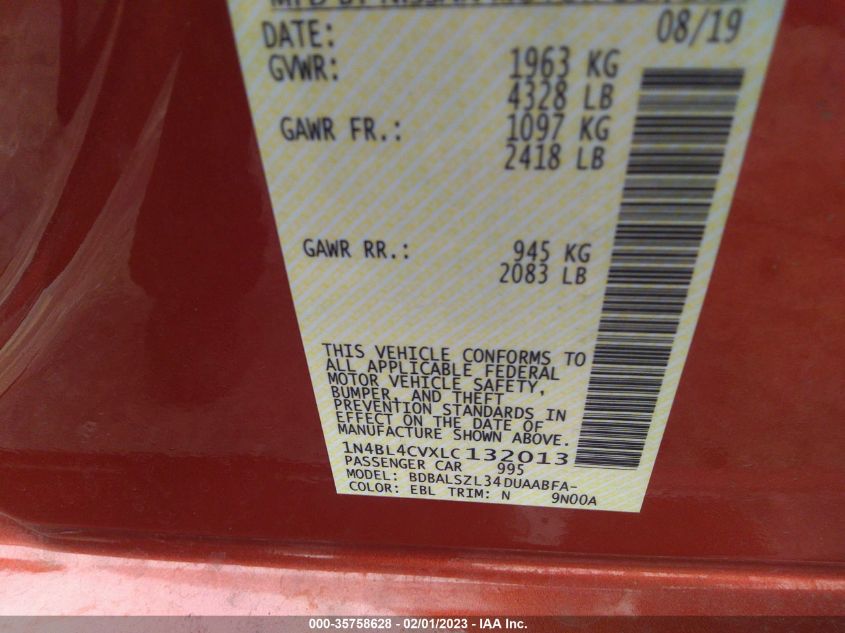 MFD BY NISSAN
DATE: 08/19
GVWR: 1963 KG
4328 LB
GAWR FR.: 1097 KG
2418 LB
GAWR RR.: 945 KG
2083 LB
THIS VEHICLE CONFORMS TO
ALL APPLICABLE FEDERAL
MOTOR VEHICLE SAFETY,
BUMPER, AND THEFT
PREVENTION STANDARDS IN
EFFECT ON THE DATE OF
MANUFACTURE SHOWN ABOVE.
1N4BL4CVXLC132013
PASSENGER CAR 995
MODEL: BDBALSZL34DUAABFA-
COLOR: EBL TRIM: N 9N00A
000-35758628 - 02/01/2023 - IAA Inc.